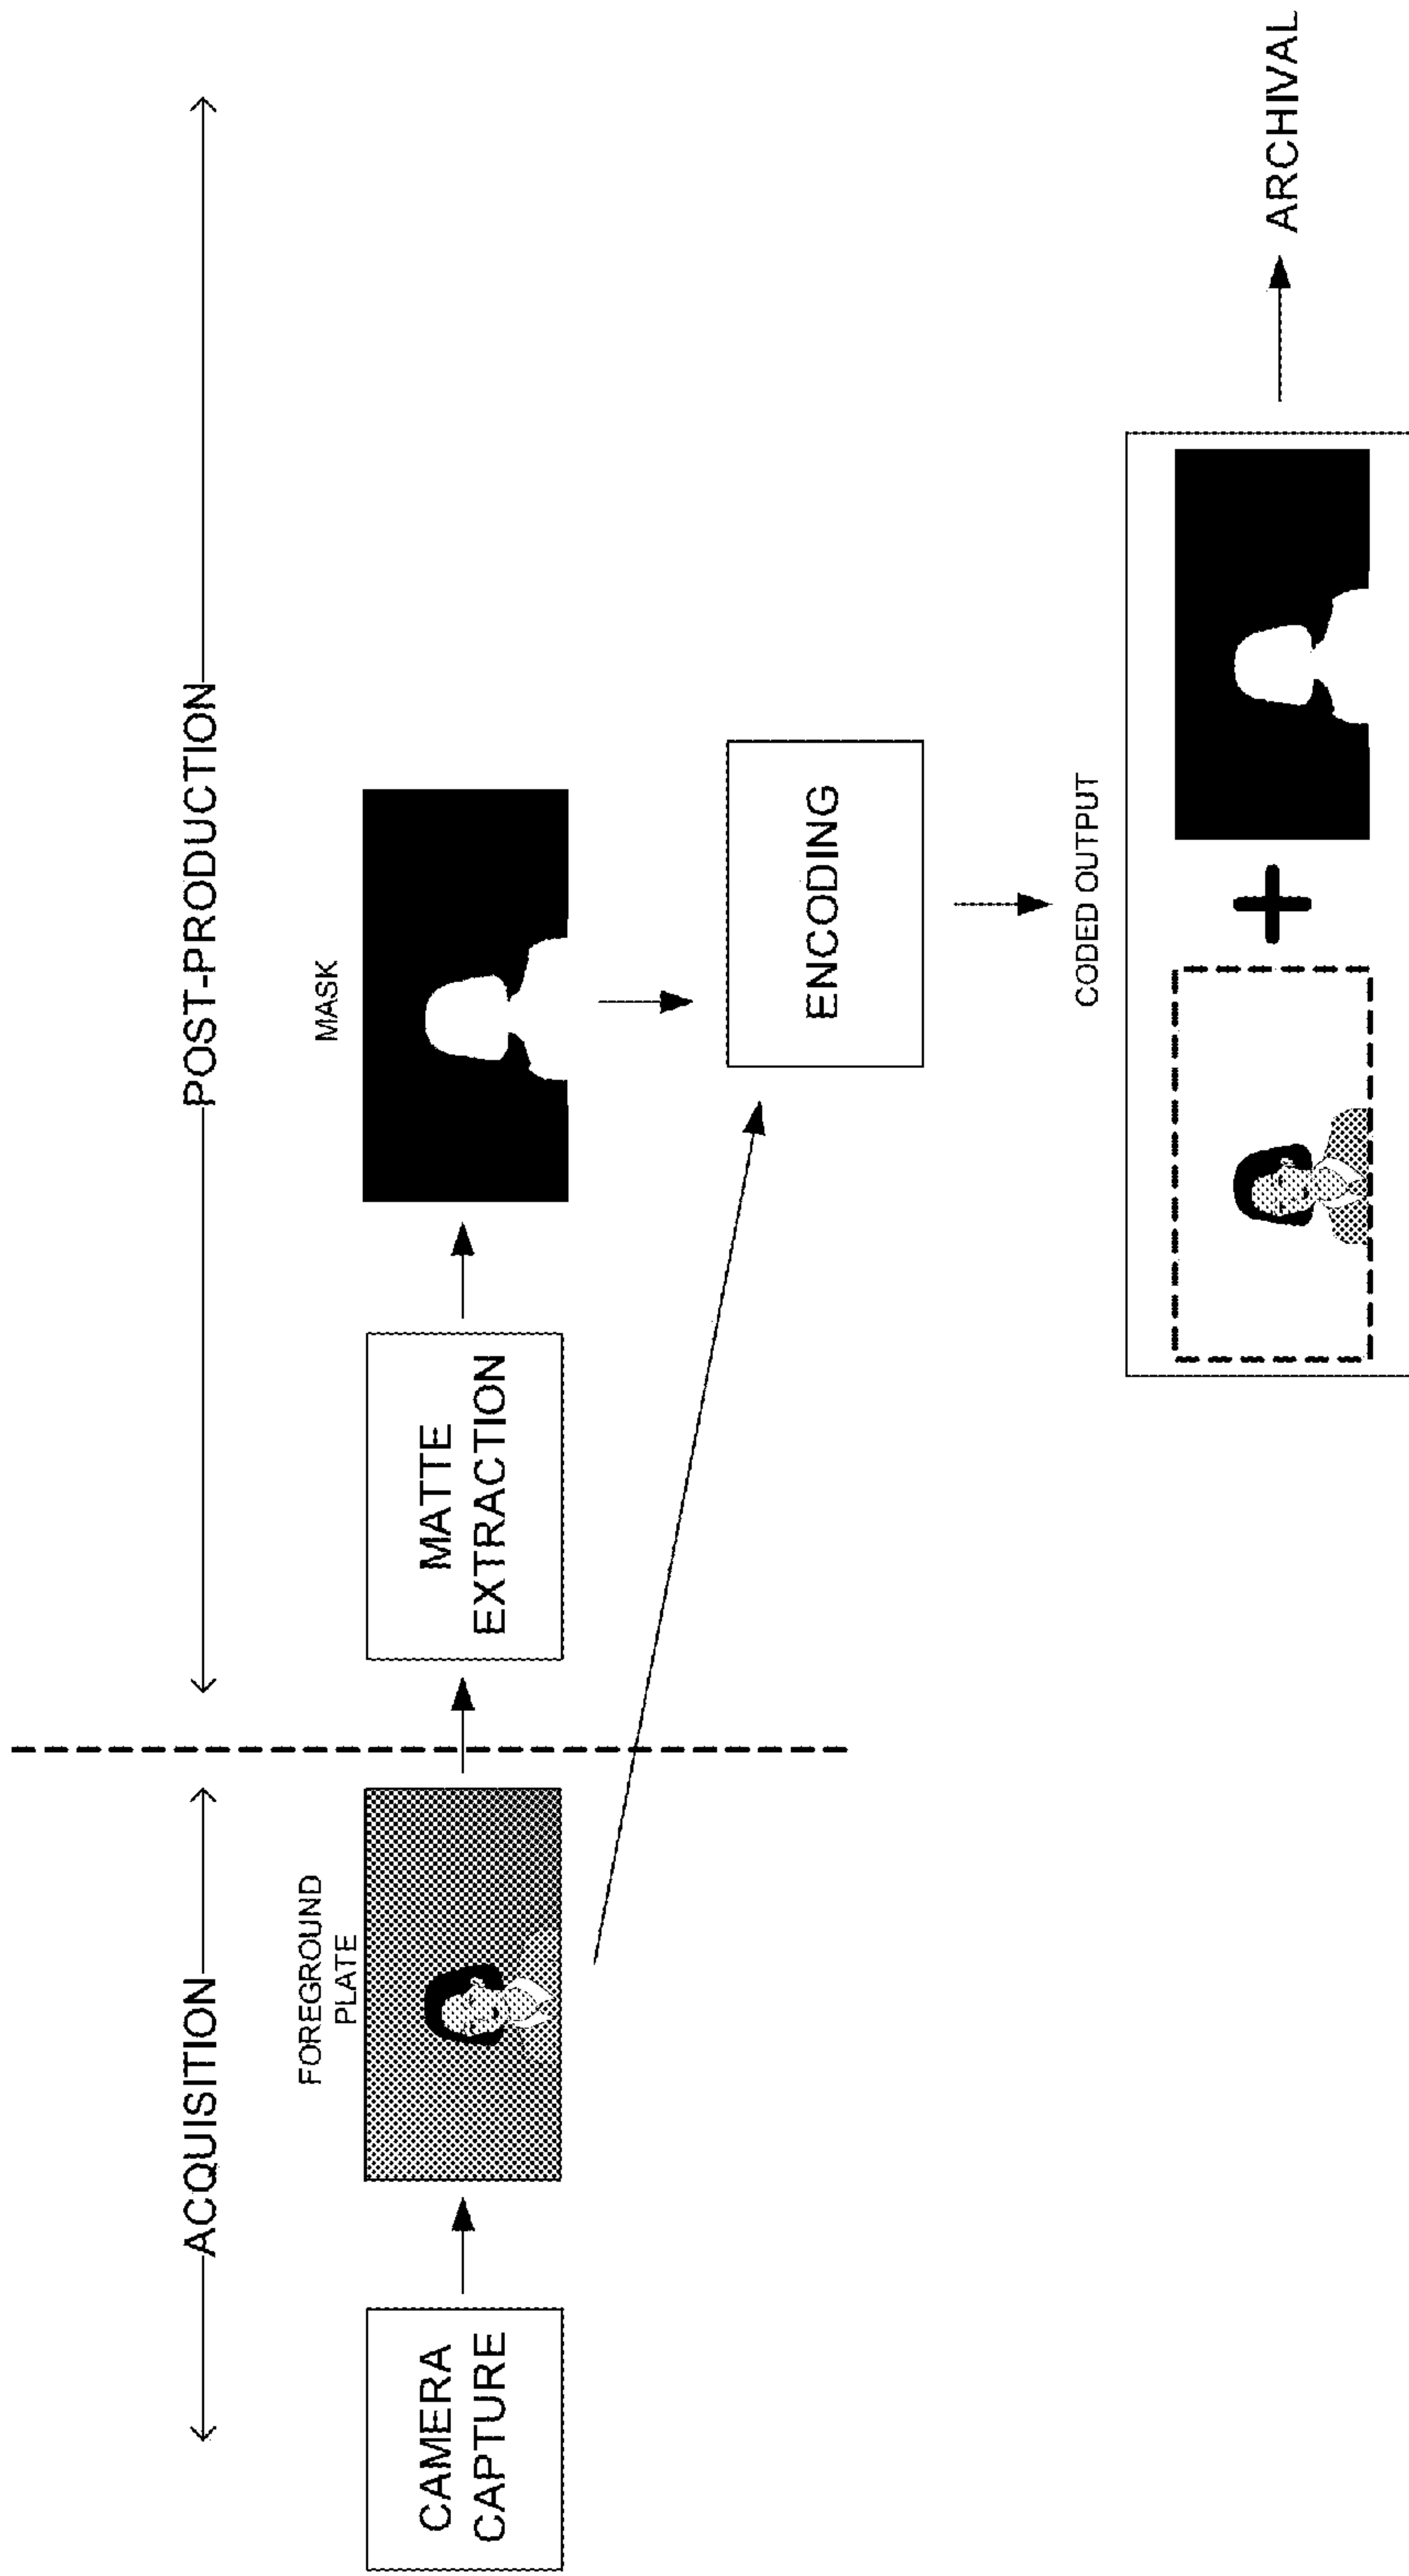 ACQUISITION
POST-PRODUCTION
CAMERA
CAPTURE
FOREGROUND
PLATE
MATTE
EXTRACTION
MASK
ENCODING
CODED OUTPUT
ARCHIVAL